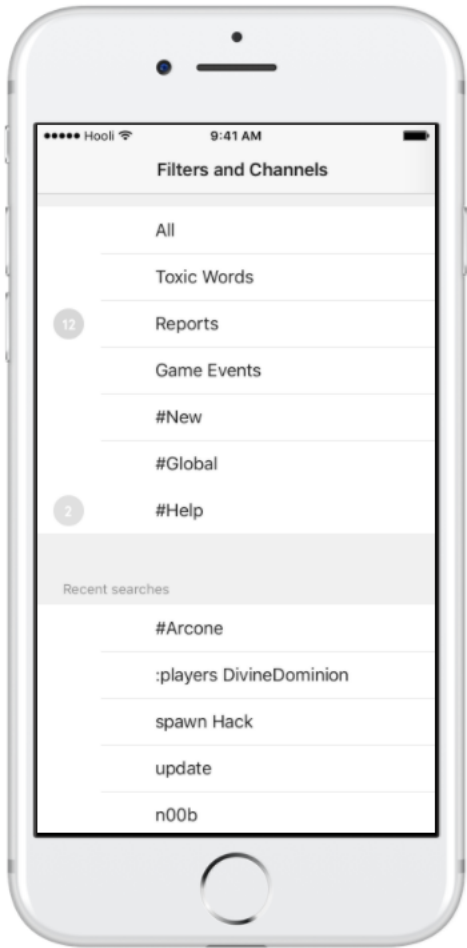 Hooli 9:41 AM
Filters and Channels
All
Toxic Words
12 Reports
Game Events
#New
#Global
2 #Help
Recent searches
#Arcone
:players DivineDominion
spawn Hack
update
n00b